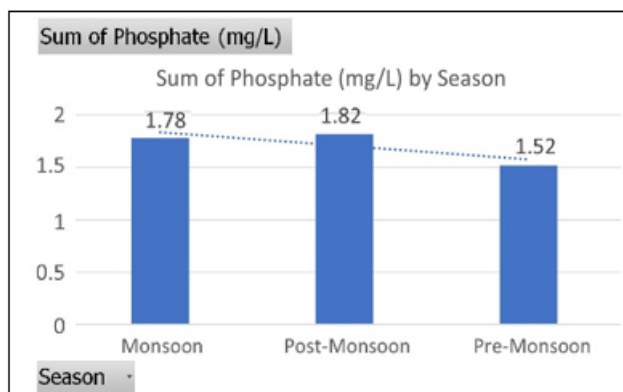 Sum of Phosphate (mg/L)
Sum of Phosphate (mg/L) by Season
2
1.78
1.82
1.52
1.5
1
0.5
0
Monsoon
Post-Monsoon
Pre-Monsoon
Season